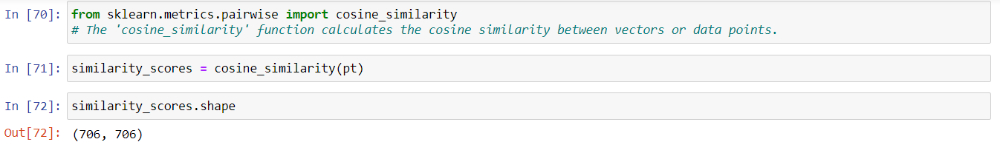 In [70]: from sklearn.metrics.pairwise import cosine_similarity
# The 'cosine_similarity' function calculates the cosine similarity between vectors or data points.
In [71]: similarity_scores = cosine_similarity(pt)
In [72]: similarity_scores.shape
Out[72]: (706, 706)